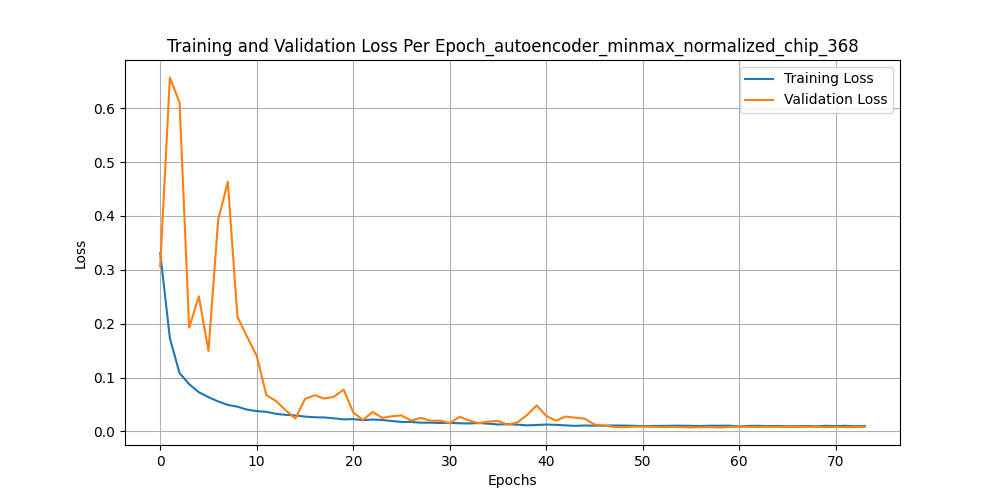 Training and Validation Loss Per Epoch_autoencoder_minmax_normalized_chip_368
Training Loss
Validation Loss
Loss
0.6
0.5
0.4
0.3
0.2
0.1
0.0
0 10 20 30 40 50 60 70
Epochs